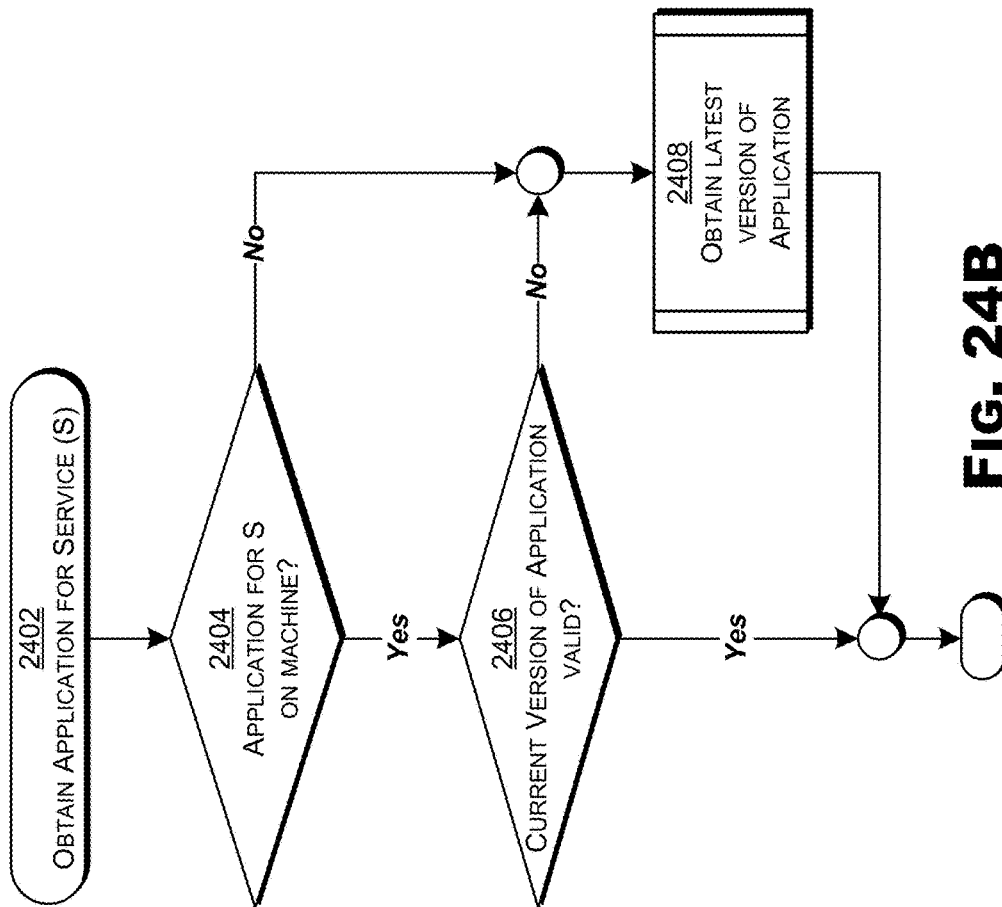 2402
OBTAIN APPLICATION FOR SERVICE (S)
2404
APPLICATION FOR S
ON MACHINE?
No
Yes
2406
CURRENT VERSION OF APPLICATION
VALID?
No
Yes
2408
OBTAIN LATEST
VERSION OF
APPLICATION
FIG. 24B